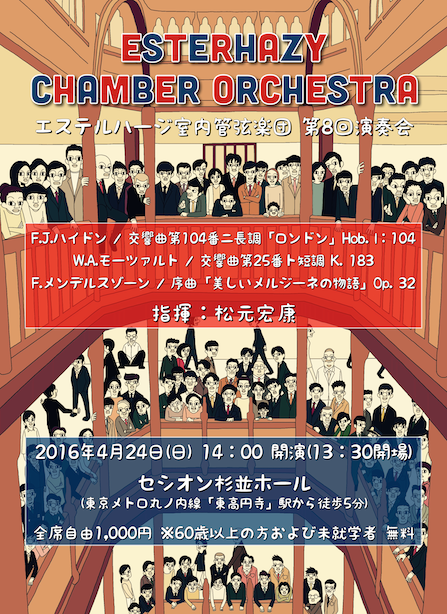 ESTERHAZY
CHAMBER ORCHESTRA
エステルハージ室内管弦楽団 第8回演奏会
F.J.ハイドン / 交響曲第104番ニ長調「ロンドン」Hob. I : 104
W.A.モーツァルト / 交響曲第25番ト短調 K. 183
F.メンデルスゾーン / 序曲「美しいメルジーネの物語」Op. 32
指揮：松元宏康
2016年4月24日(日) 14：00 開演(13：30開場)
セシオン杉並ホール
(東京メトロ丸ノ内線「東高円寺」駅から徒歩5分)
全席自由1,000円 ※60歳以上の方および未就学者 無料